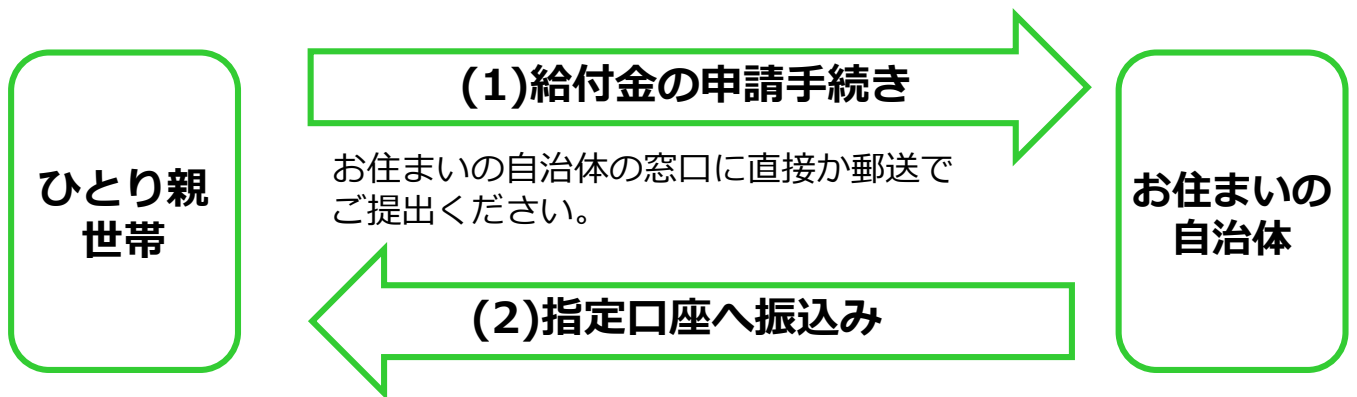 (1)給付金の申請手続き
ひとり親
世帯
お住まいの自治体の窓口に直接か郵送で
ご提出ください。
お住まいの
自治体
(2)指定口座へ振込み